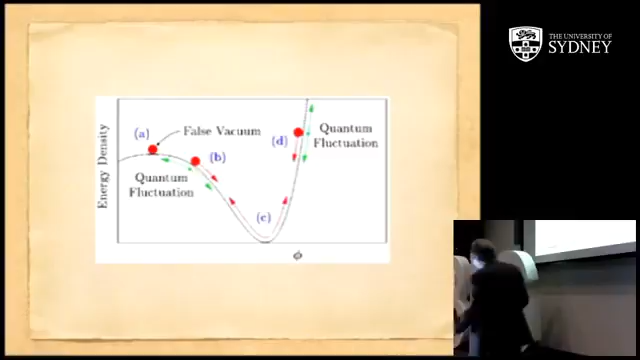 THE UNIVERSITY OF
SYDNEY
(a)
False Vacuum
(b)
Quantum
Fluctuation
(d)
Quantum
Fluctuation
(c)
Energy Density
ϕ